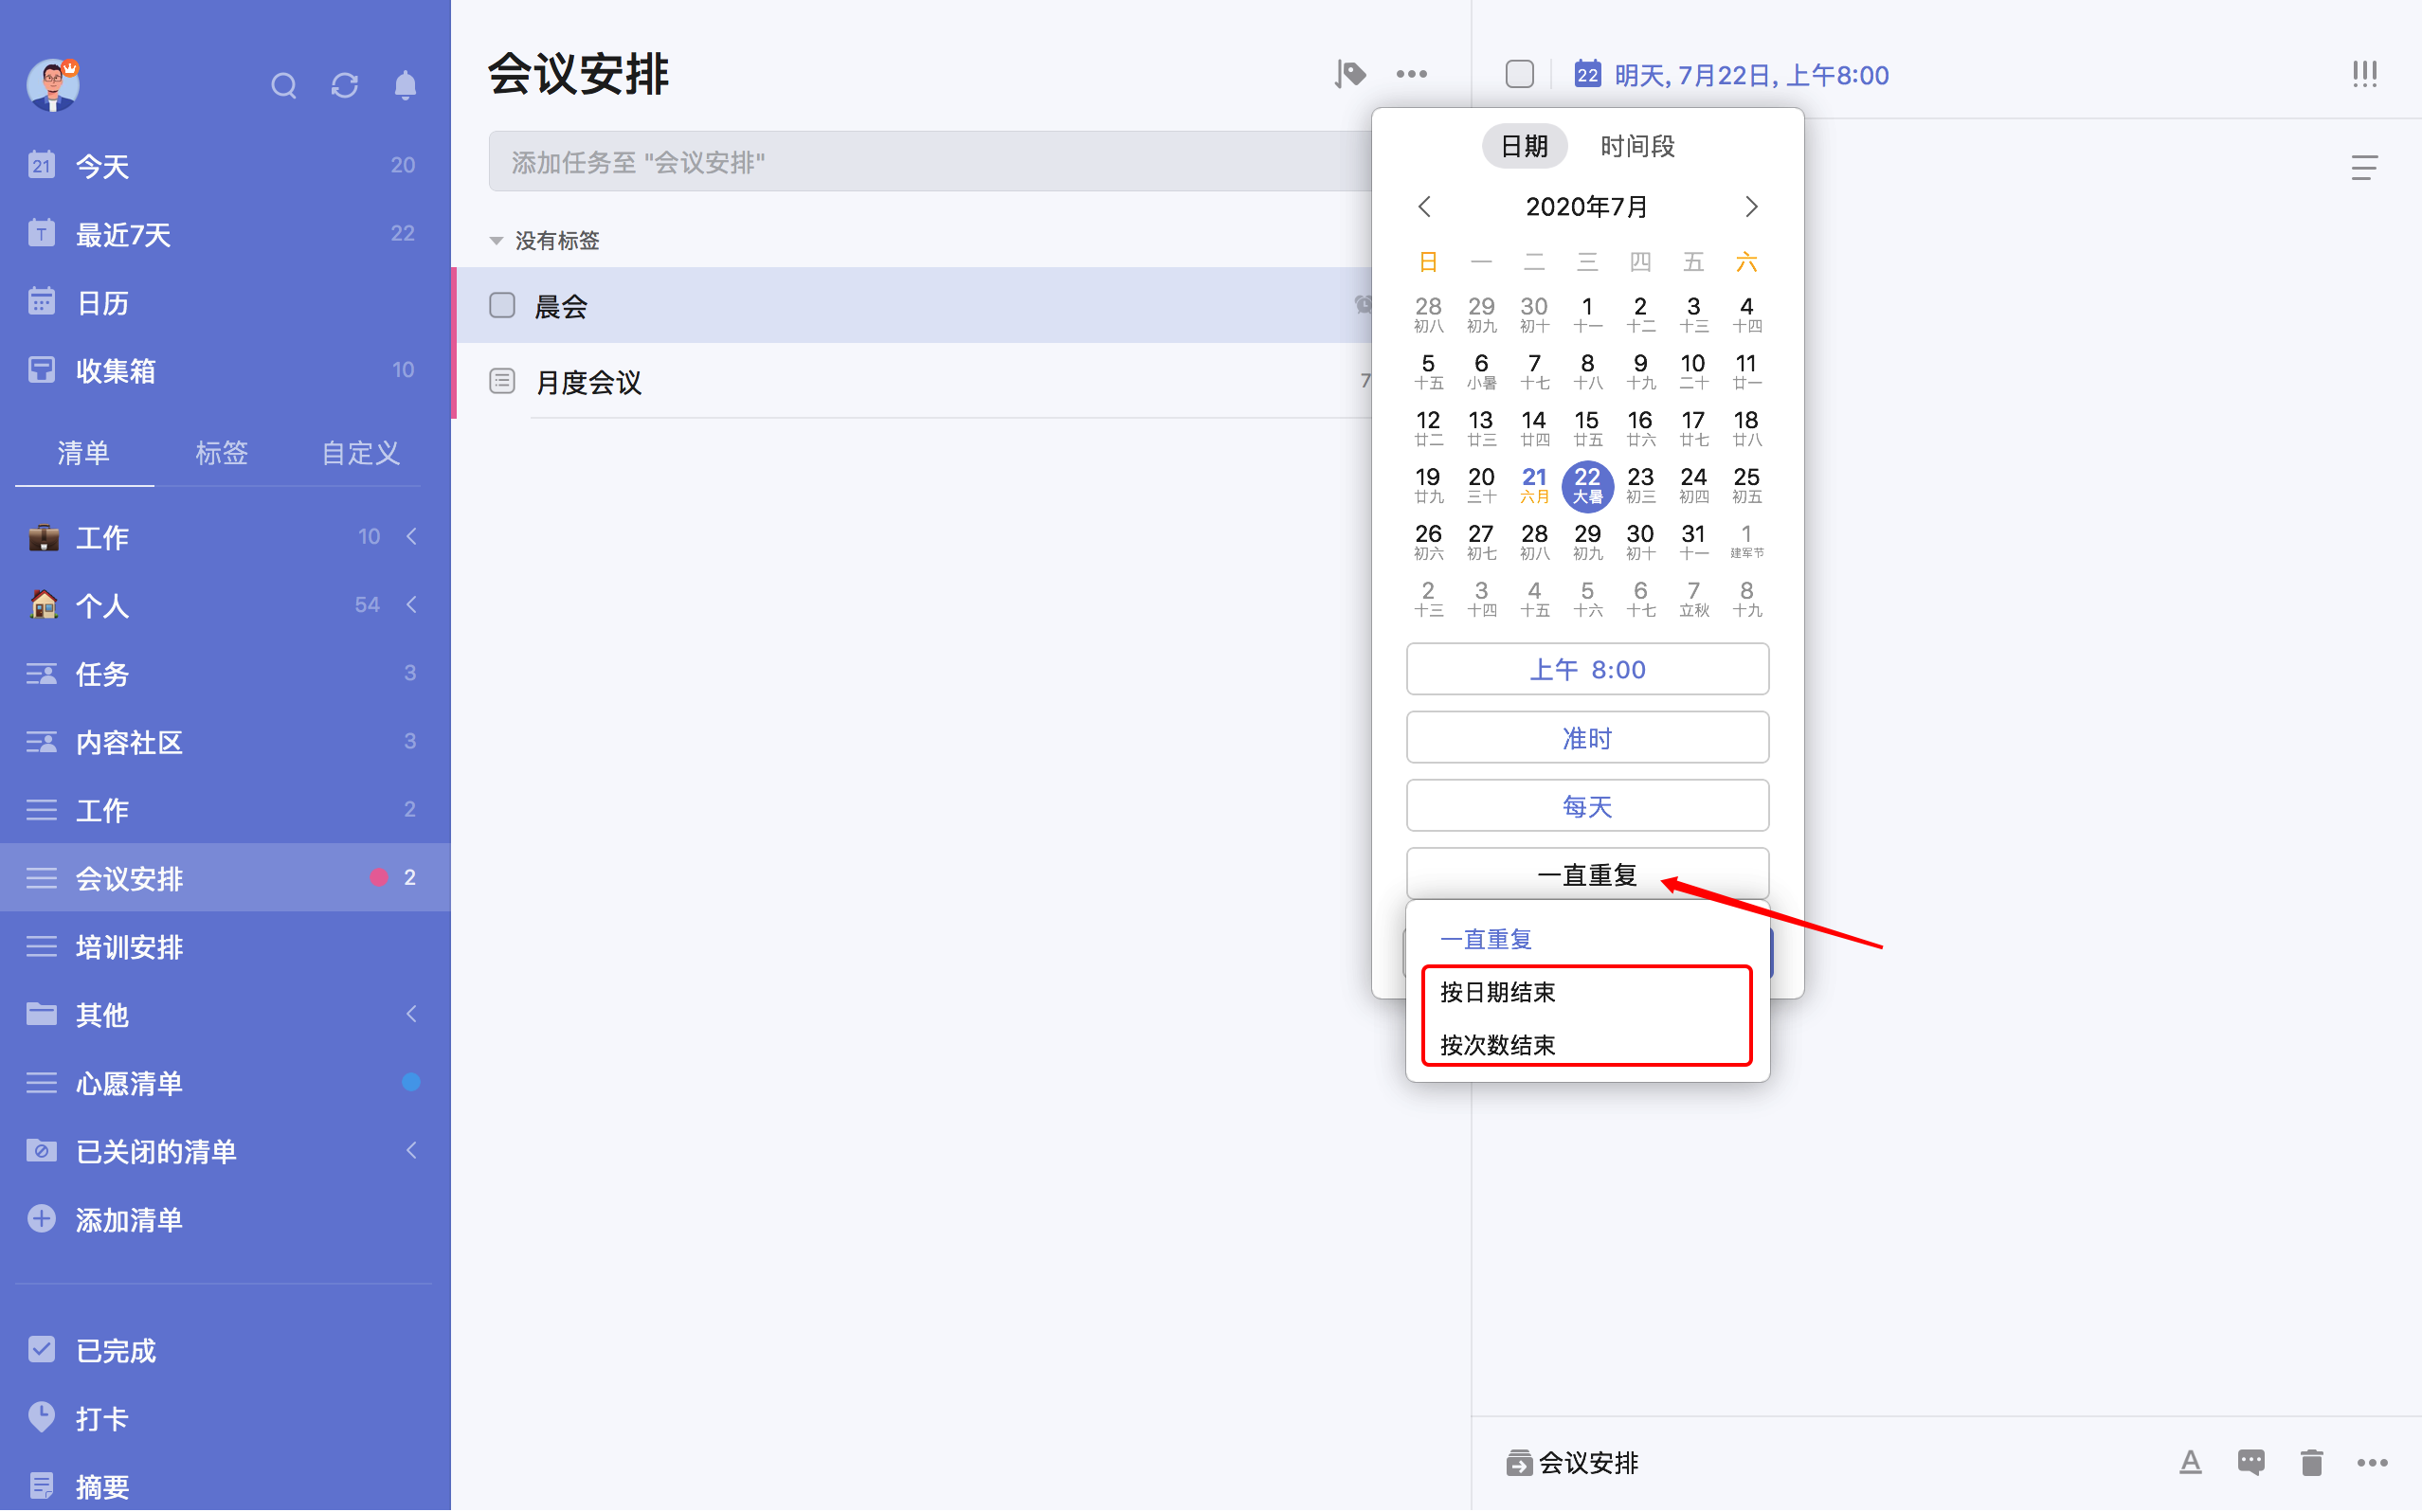 21
今天
20
T
最近7天
22
日历
收集箱
10
清单 标签 自定义
工作
10
个人
54
任务
3
内容社区
3
工作
2
会议安排
2
培训安排
其他
心愿清单
已关闭的清单
添加清单
已完成
打卡
摘要
会议安排
添加任务至 "会议安排"
没有标签
晨会
月度会议
7
22 明天, 7月22日, 上午8:00
日期 时间段
2020年7月
日 一 二 三 四 五 六
28 29 30 1 2 3 4
初八 初九 初十 十一 十二 十三 十四
5 6 7 8 9 10 11
十五 小暑 十七 十八 十九 二十 廿一
12 13 14 15 16 17 18
廿二 廿三 廿四 廿五 廿六 廿七 廿八
19 20 21 22 23 24 25
廿九 三十 六月 大暑 初三 初四 初五
26 27 28 29 30 31 1
初六 初七 初八 初九 初十 十一 建军节
2 3 4 5 6 7 8
十三 十四 十五 十六 十七 立秋 十九
上午 8:00
准时
每天
一直重复
一直重复
按日期结束
按次数结束
会议安排
A